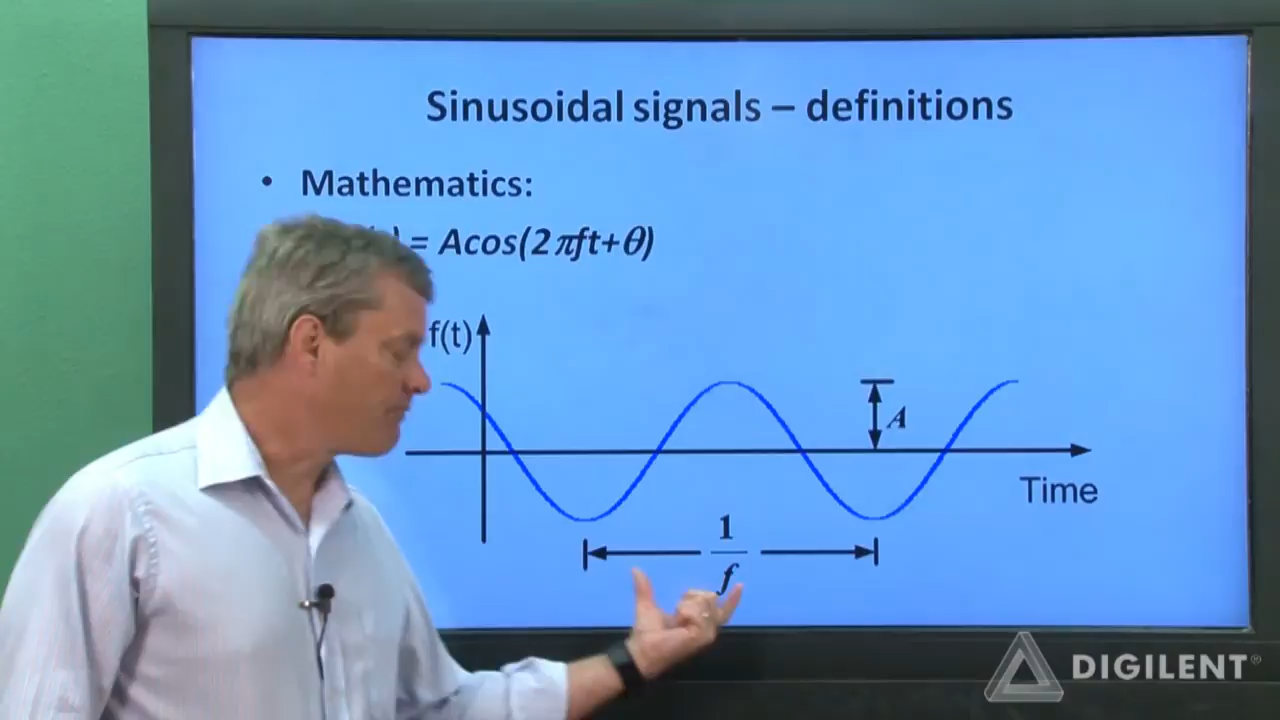 Sinusoidal signals – definitions
• Mathematics:
) = Acos(2πft+θ)
f(t)
A
Time
1
f
DIGILENT®